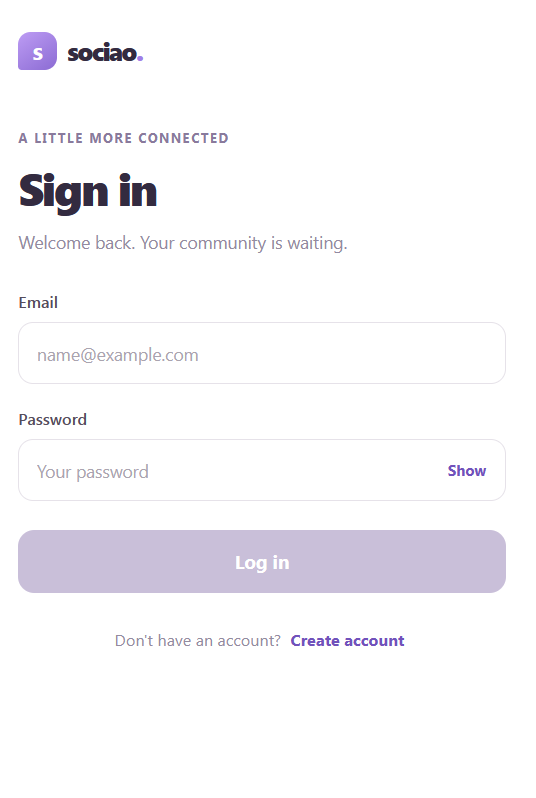 s sociao.
A LITTLE MORE CONNECTED
Sign in
Welcome back. Your community is waiting.
Email
name@example.com
Password
Your password Show
Log in
Don't have an account? Create account